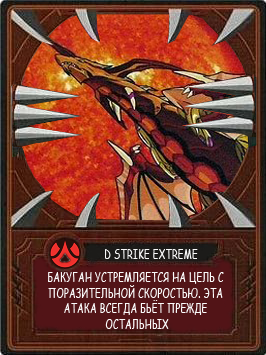 D STRIKE EXTREME
БАКУГАН УСТРЕМЛЯЕТСЯ НА ЦЕЛЬ С
ПОРАЗИТЕЛЬНОЙ СКОРОСТЬЮ. ЭТА
АТАКА ВСЕГДА БЬЁТ ПРЕЖДЕ
ОСТАЛЬНЫХ